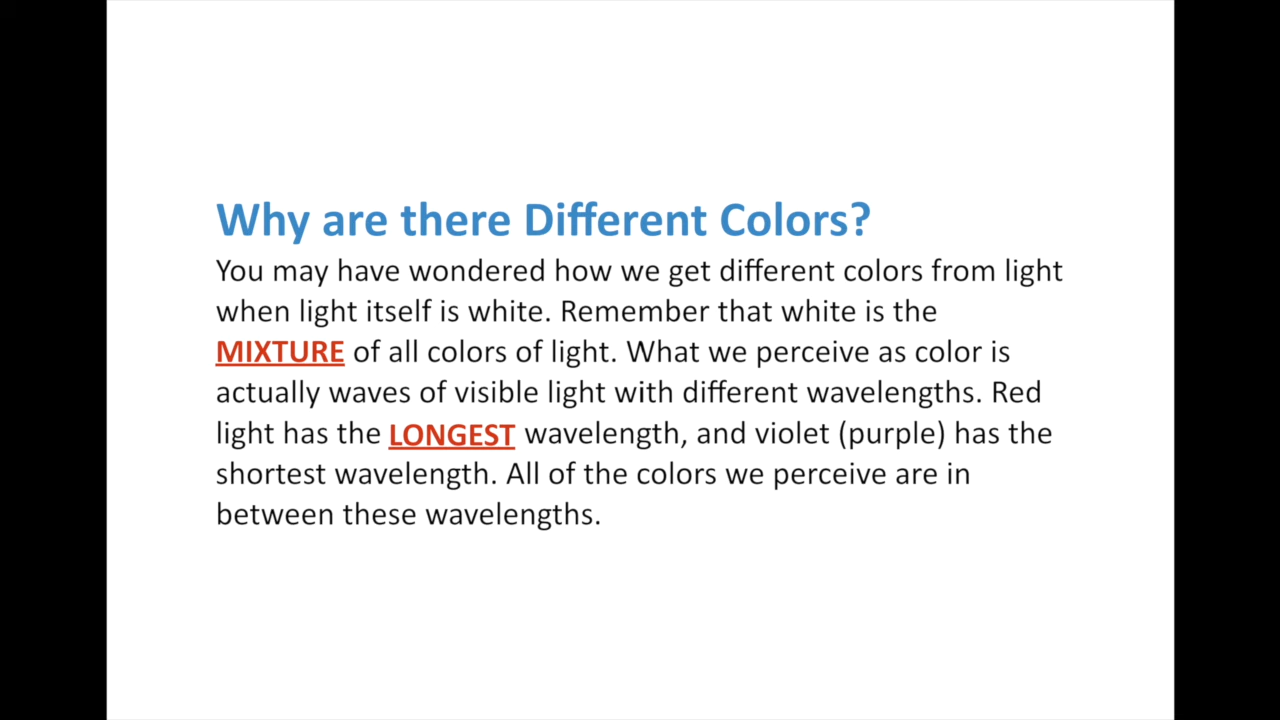 Why are there Different Colors?
You may have wondered how we get different colors from light
when light itself is white. Remember that white is the
MIXTURE of all colors of light. What we perceive as color is
actually waves of visible light with different wavelengths. Red
light has the LONGEST wavelength, and violet (purple) has the
shortest wavelength. All of the colors we perceive are in
between these wavelengths.